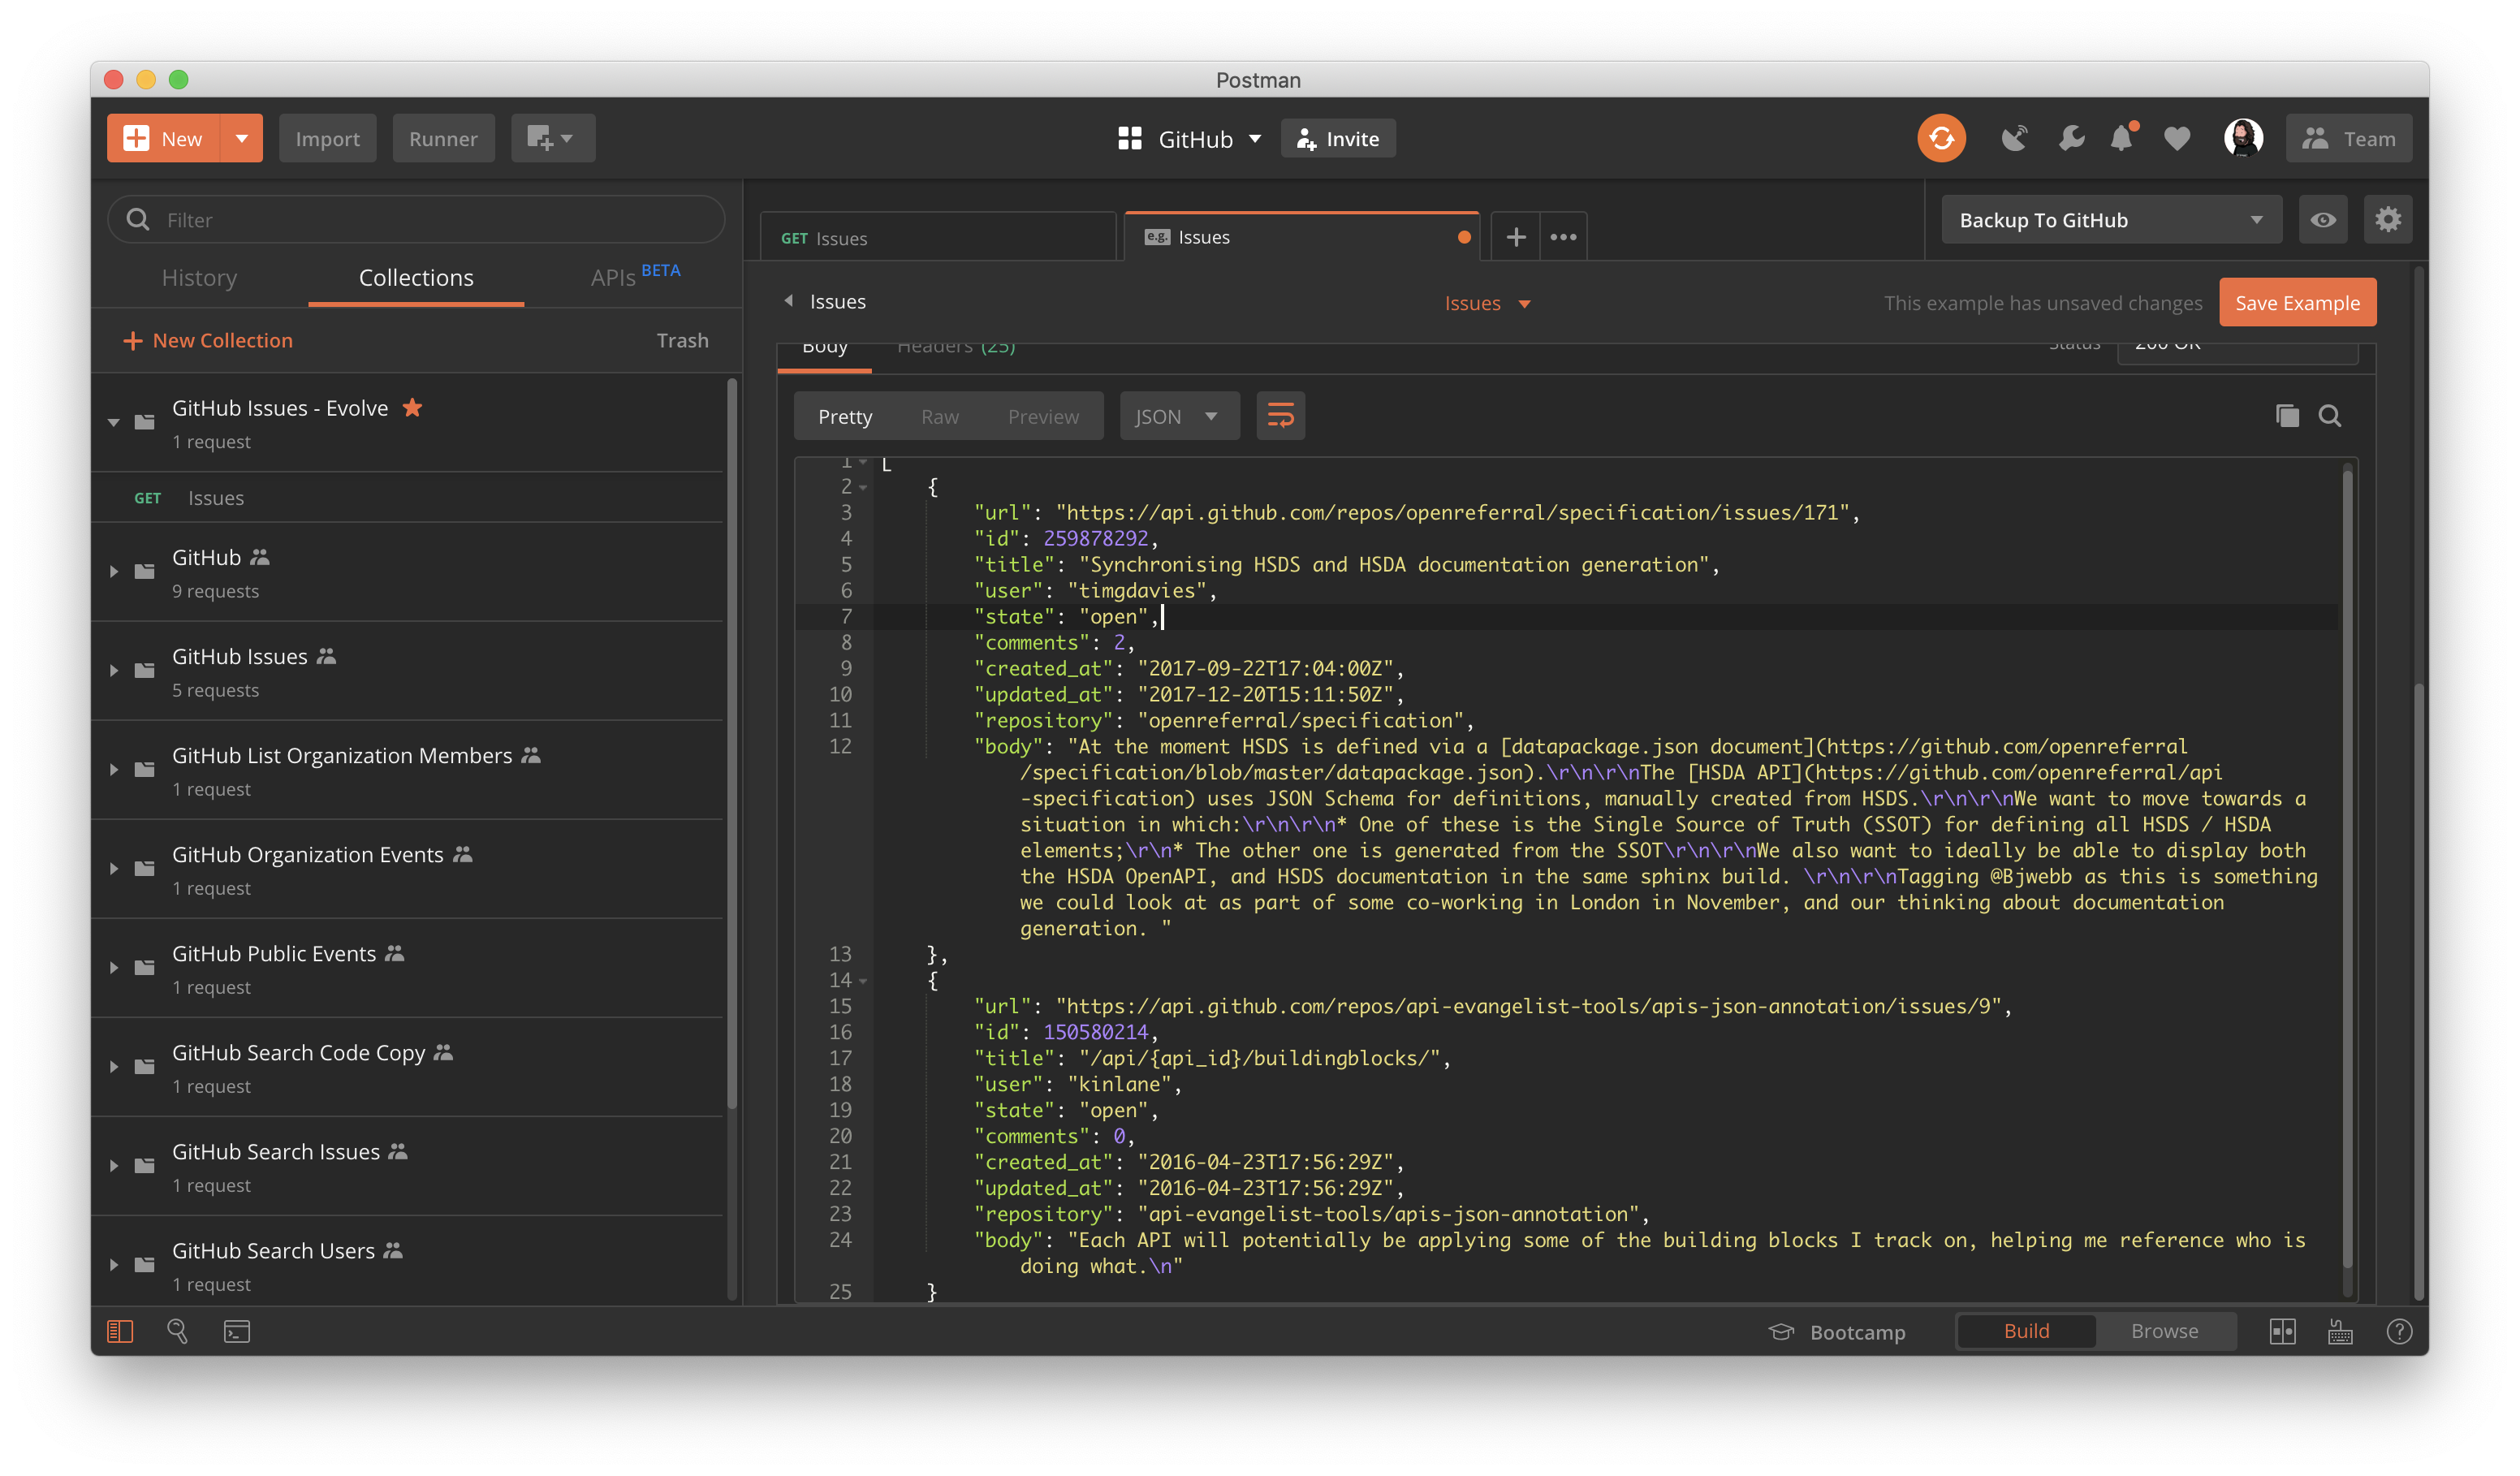 Postman
New
Import
Runner
GitHub
Invite
Team
Filter
History
Collections
APIs BETA
New Collection
Trash
GitHub Issues - Evolve
1 request
GET Issues
GitHub
9 requests
GitHub Issues
5 requests
GitHub List Organization Members
1 request
GitHub Organization Events
1 request
GitHub Public Events
1 request
GitHub Search Code Copy
1 request
GitHub Search Issues
1 request
GitHub Search Users
1 request
GET Issues
e.g. Issues
Backup To GitHub
Issues
Issues
This example has unsaved changes
Save Example
Body
Headers (25)
Status
200 OK
Pretty
Raw
Preview
JSON
1 [
2 {
3 "url": "https://api.github.com/repos/openreferral/specification/issues/171",
4 "id": 259878292,
5 "title": "Synchronising HSDS and HSDA documentation generation",
6 "user": "timgdavies",
7 "state": "open",
8 "comments": 2,
9 "created_at": "2017-09-22T17:04:00Z",
10 "updated_at": "2017-12-20T15:11:50Z",
11 "repository": "openreferral/specification",
12 "body": "At the moment HSDS is defined via a [datapackage.json document](https://github.com/openreferral
/specification/blob/master/datapackage.json).\r\n\r\nThe [HSDA API](https://github.com/openreferral/api
-specification) uses JSON Schema for definitions, manually created from HSDS.\r\n\r\nWe want to move towards a
situation in which:\r\n\r\n* One of these is the Single Source of Truth (SSOT) for defining all HSDS / HSDA
elements;\r\n* The other one is generated from the SSOT\r\n\r\nWe also want to ideally be able to display both
the HSDA OpenAPI, and HSDS documentation in the same sphinx build. \r\n\r\nTagging @Bjwebb as this is something
we could look at as part of some co-working in London in November, and our thinking about documentation
generation. "
13 },
14 {
15 "url": "https://api.github.com/repos/api-evangelist-tools/apis-json-annotation/issues/9",
16 "id": 150580214,
17 "title": "/api/{api_id}/buildingblocks/",
18 "user": "kinlane",
19 "state": "open",
20 "comments": 0,
21 "created_at": "2016-04-23T17:56:29Z",
22 "updated_at": "2016-04-23T17:56:29Z",
23 "repository": "api-evangelist-tools/apis-json-annotation",
24 "body": "Each API will potentially be applying some of the building blocks I track on, helping me reference who is
doing what.\n"
25 }
Bootcamp
Build
Browse